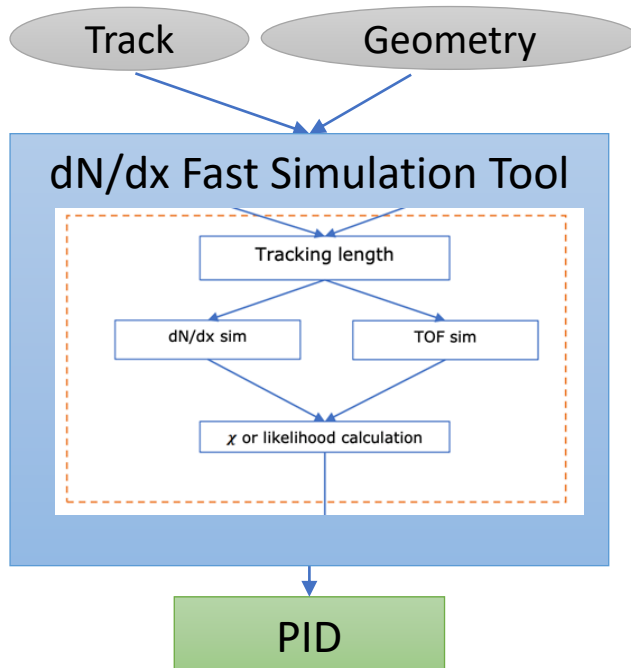 Track
Geometry
dN/dx Fast Simulation Tool
Tracking length
dN/dx sim
TOF sim
χ or likelihood calculation
PID